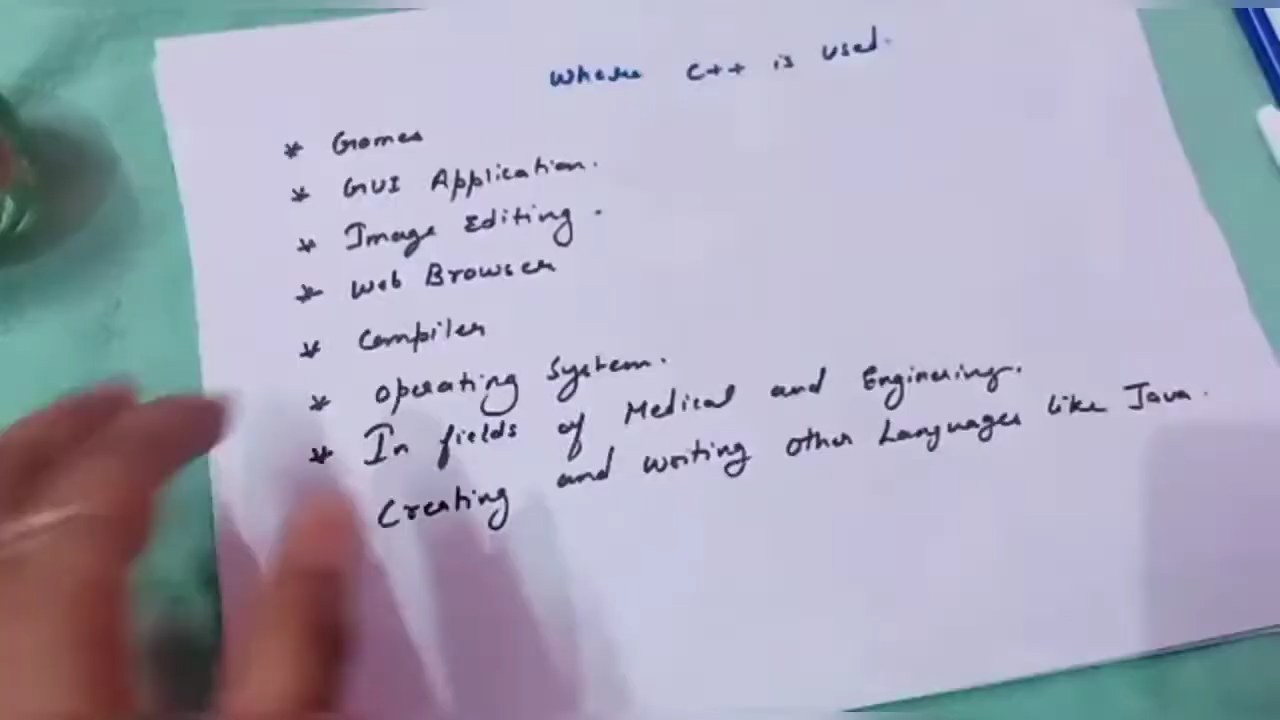 Where C++ is used.
* Games
* GUI Application.
* Image Editing.
* Web Browser
* Compiler
* Operating System.
* In fields of Medical and Enginering.
Creating and writing other Languages like Java.